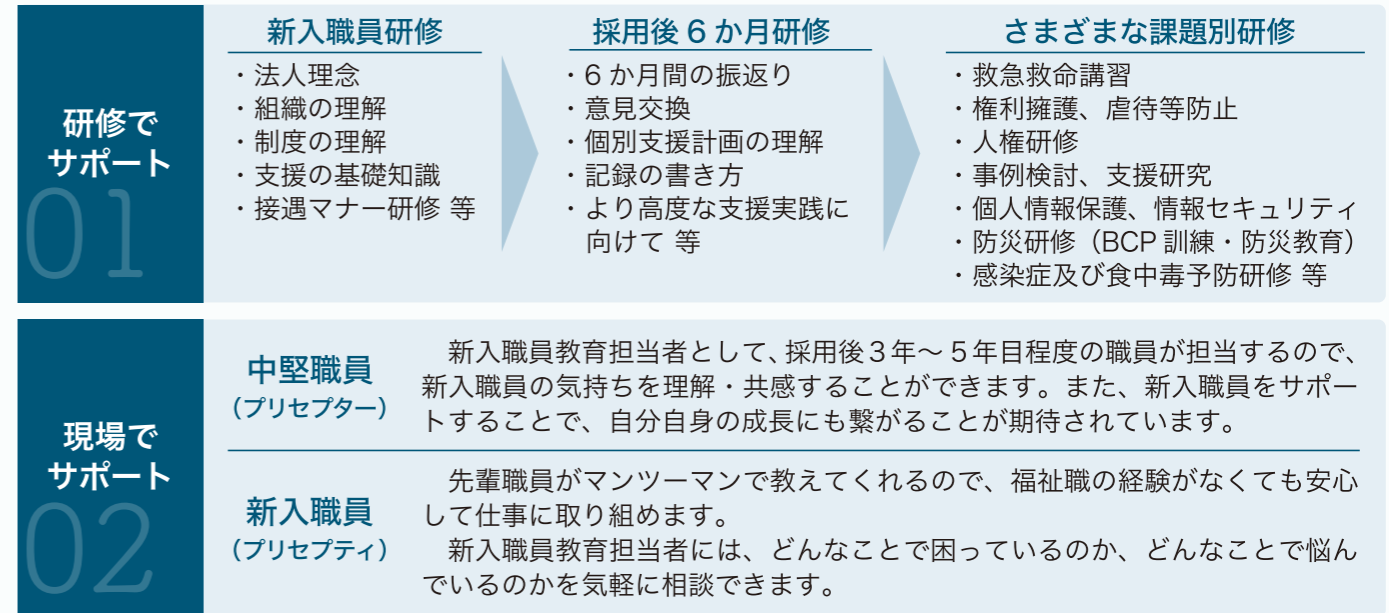 研修で
サポート
01
新入職員研修
・法人理念
・組織の理解
・制度の理解
・支援の基礎知識
・接遇マナー研修 等
採用後6か月研修
・6か月間の振返り
・意見交換
・個別支援計画の理解
・記録の書き方
・より高度な支援実践に
向けて 等
さまざまな課題別研修
・救急救命講習
・権利擁護、虐待等防止
・人権研修
・事例検討、支援研究
・個人情報保護、情報セキュリティ
・防災研修（BCP訓練・防災教育）
・感染症及び食中毒予防研修 等
現場で
サポート
02
中堅職員
（プリセプター）
新入職員教育担当者として、採用後3年〜5年目程度の職員が担当するので、
新入職員の気持ちを理解・共感することができます。また、新入職員をサポー
トすることで、自分自身の成長にも繋がることが期待されています。
新入職員
（プリセプティ）
先輩職員がマンツーマンで教えてくれるので、福祉職の経験がなくても安心
して仕事に取り組めます。
新入職員教育担当者には、どんなことで困っているのか、どんなことで悩ん
でいるのかを気軽に相談できます。